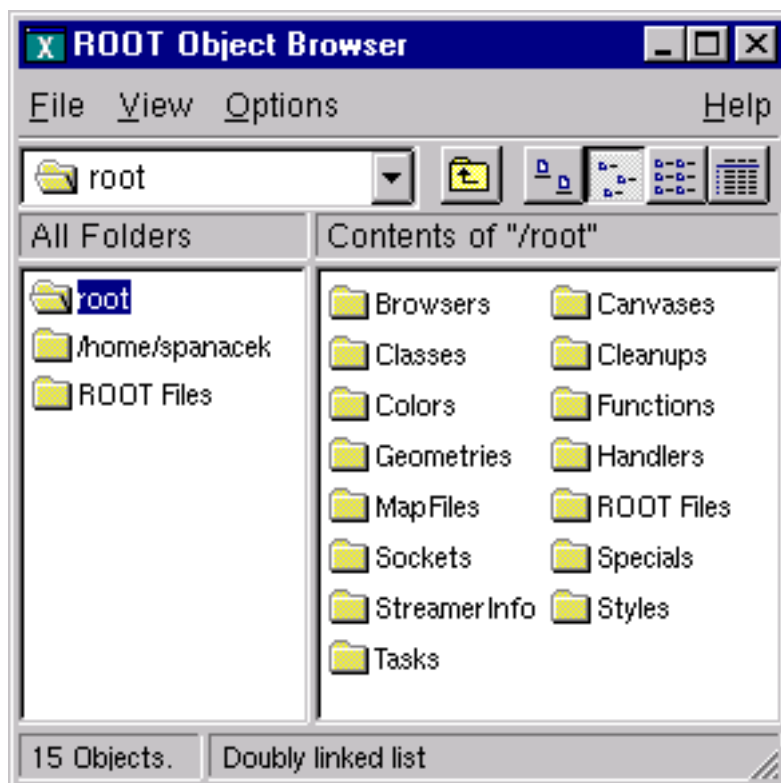 ROOT Object Browser
File View Options Help
root
All Folders Contents of "/root"
root
/home/spanacek
ROOT Files
Browsers Canvases
Classes Cleanups
Colors Functions
Geometries Handlers
MapFiles ROOT Files
Sockets Specials
StreamerInfo Styles
Tasks
15 Objects. Doubly linked list